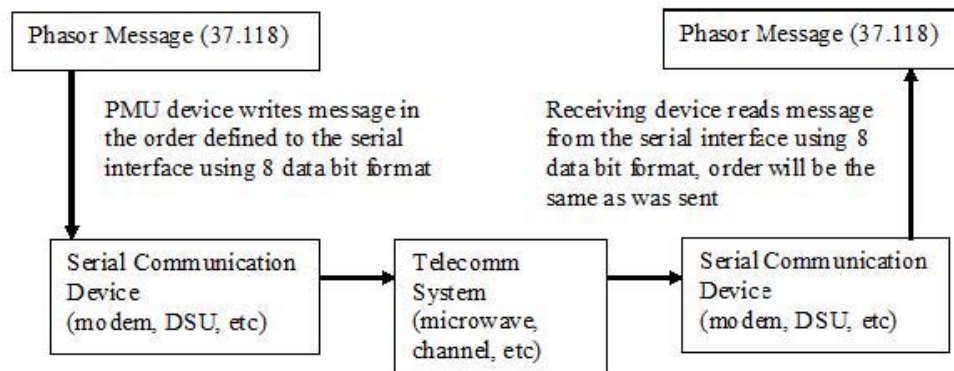 Phasor Message (37.118)
Phasor Message (37.118)
PMU device writes message in
the order defined to the serial
interface using 8 data bit format
Receiving device reads message
from the serial interface using 8
data bit format, order will be the
same as was sent
Serial Communication
Device
(modem, DSU, etc)
Telecomm
System
(microwave,
channel, etc)
Serial Communication
Device
(modem, DSU, etc)